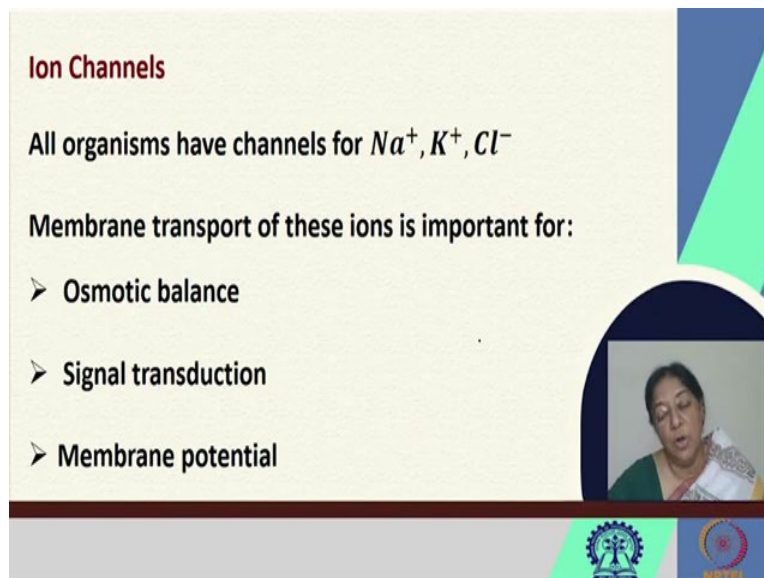 Ion Channels
All organisms have channels for Na⁺, K⁺, Cl⁻
Membrane transport of these ions is important for:
➢ Osmotic balance
➢ Signal transduction
➢ Membrane potential
NPTEL